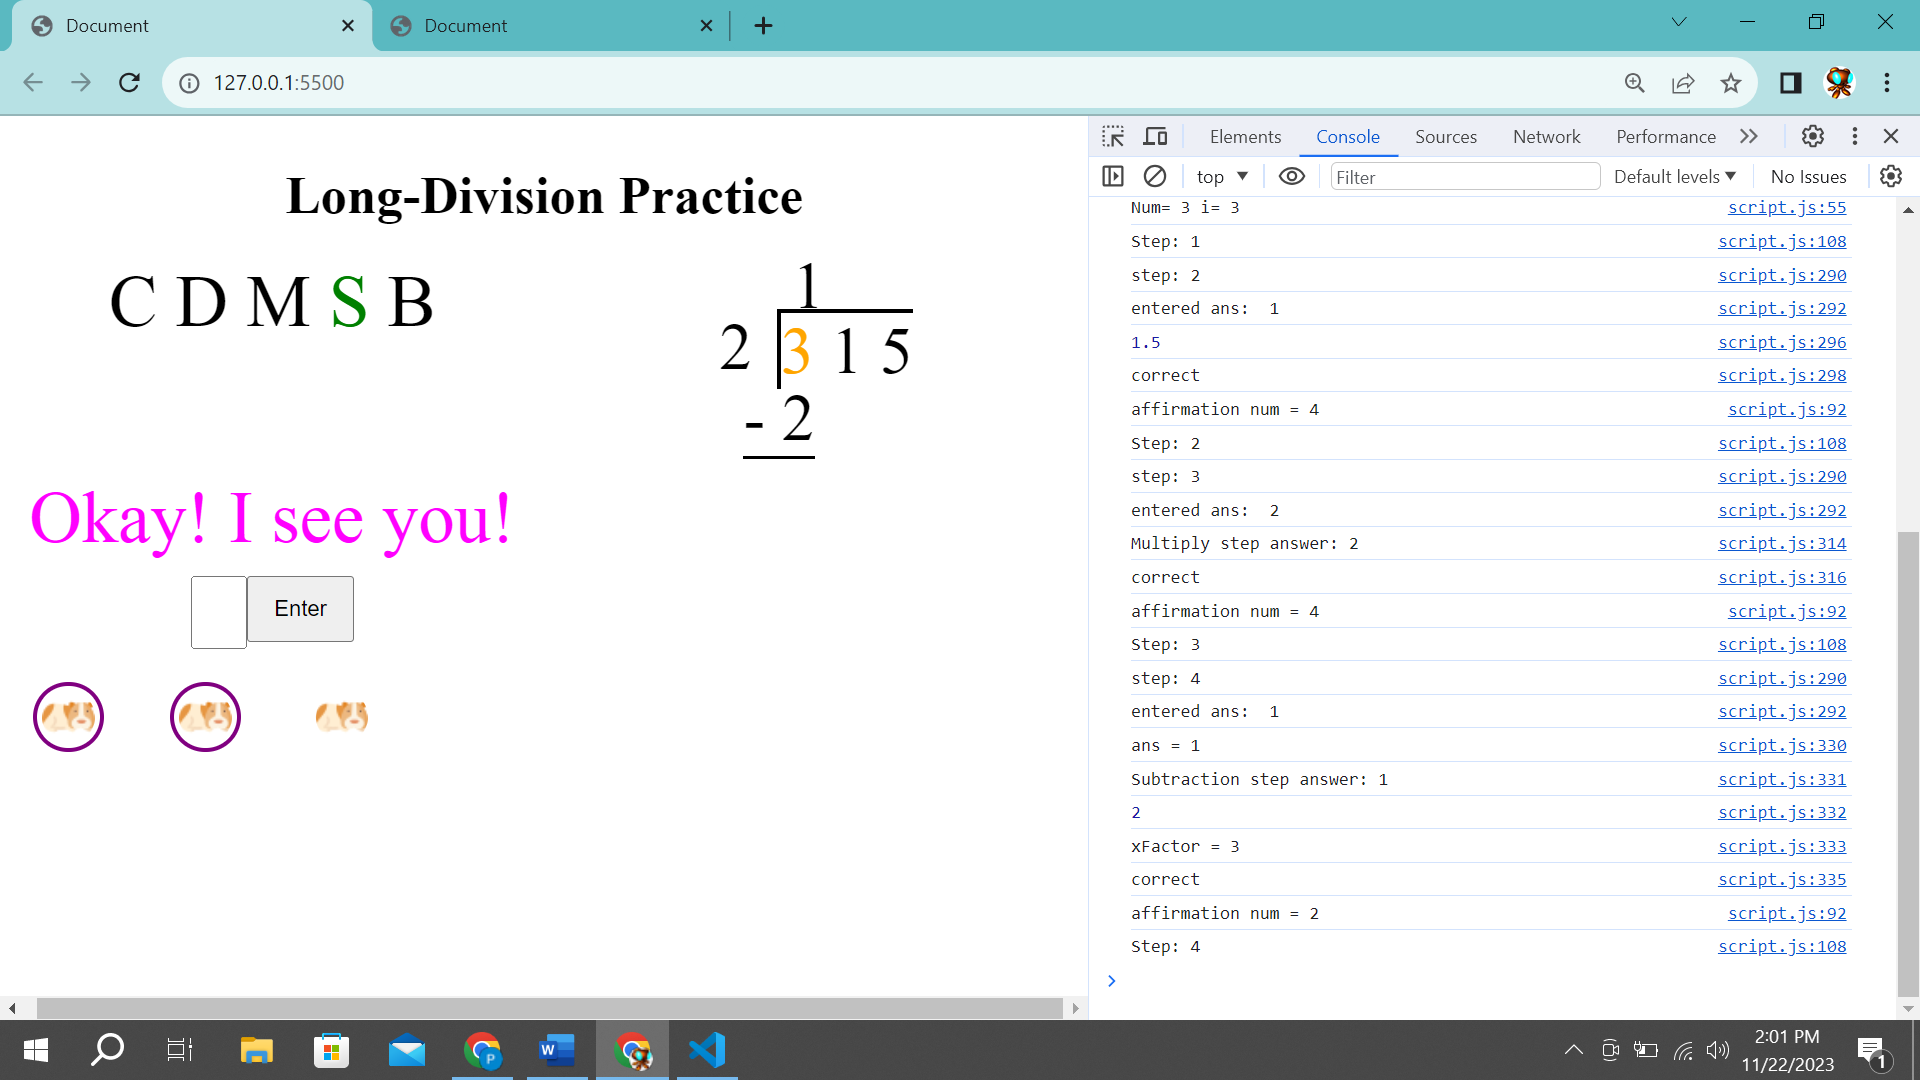 Document
Document
127.0.0.1:5500
Long-Division Practice
C D M S B
1
2 3 1 5
- 2
Okay! I see you!
Enter
Elements Console Sources Network Performance
top Filter Default levels No Issues
Num= 3 i= 3 script.js:55
Step: 1 script.js:108
step: 2 script.js:290
entered ans:  1 script.js:292
1.5 script.js:296
correct script.js:298
affirmation num = 4 script.js:92
Step: 2 script.js:108
step: 3 script.js:290
entered ans:  2 script.js:292
Multiply step answer: 2 script.js:314
correct script.js:316
affirmation num = 4 script.js:92
Step: 3 script.js:108
step: 4 script.js:290
entered ans:  1 script.js:292
ans = 1 script.js:330
Subtraction step answer: 1 script.js:331
2 script.js:332
xFactor = 3 script.js:333
correct script.js:335
affirmation num = 2 script.js:92
Step: 4 script.js:108
P
W
2:01 PM
11/22/2023
1